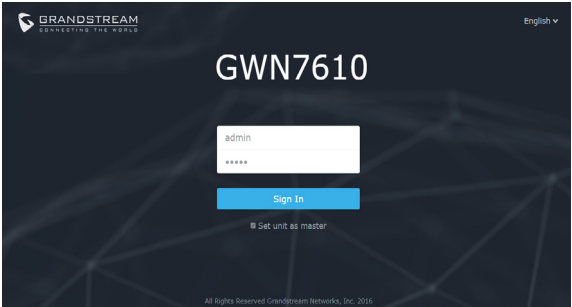 GRANDSTREAM
CONNECTING THE WORLD
English
GWN7610
admin
•••••
Sign In
Set unit as master
All Rights Reserved Grandstream Networks, Inc. 2016